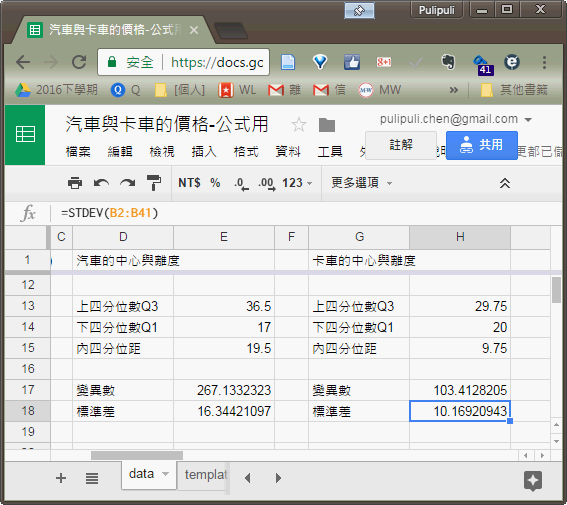 Pulipuli
汽車與卡車的價格-公式用
安全 https://docs.gc
41
2016下學期 Q [個人] WL 離 信 MW 其他書籤
汽車與卡車的價格-公式用
pulipuli.chen@gmail.com
檔案 編輯 檢視 插入 格式 資料 工具
註解 共用
NT$ % .0 .00 123 更多選項
fx =STDEV(B2:B41)
C D E F G H
1 汽車的中心與離度 卡車的中心與離度
12
13 上四分位數Q3 36.5 上四分位數Q3 29.75
14 下四分位數Q1 17 下四分位數Q1 20
15 內四分位距 19.5 內四分位距 9.75
16
17 變異數 267.1332323 變異數 103.4128205
18 標準差 16.34421097 標準差 10.16920943
19
data templat